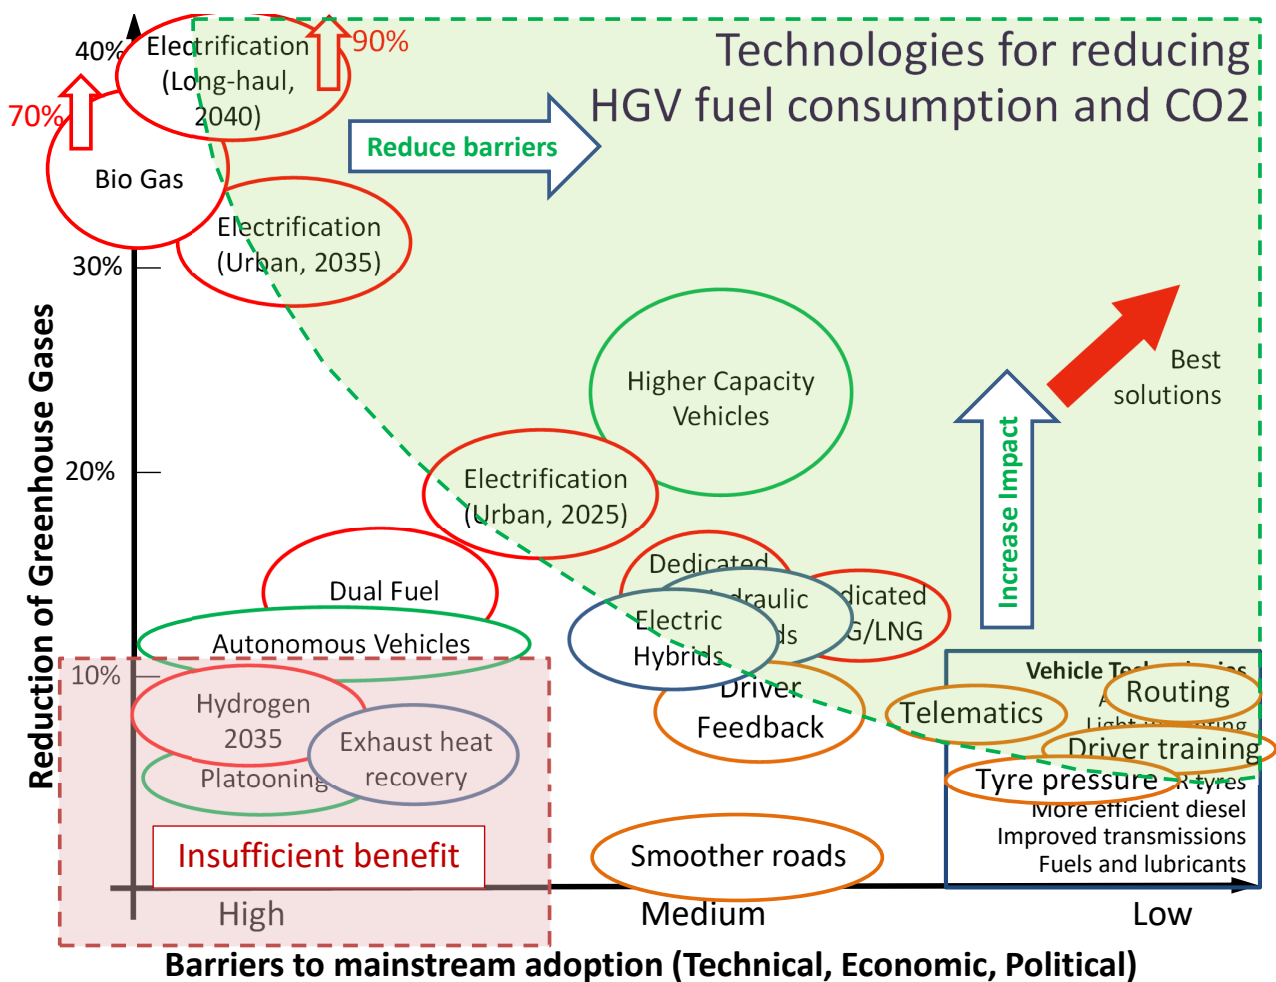 Technologies for reducing
HGV fuel consumption and CO2
40%
90%
70%
Electrification
(Long-haul,
2040)
Reduce barriers
Bio Gas
Electrification
(Urban, 2035)
30%
Higher Capacity
Vehicles
Best
solutions
Increase Impact
20%
Electrification
(Urban, 2025)
Dual Fuel
Dedicated
Electric
Hybrids
G/LNG
Autonomous Vehicles
10%
Hydrogen
2035
Exhaust heat
recovery
Platooning
Driver
Feedback
Telematics
Vehicle
Routing
Driver training
Tyre pressure
tyres
More efficient diesel
Improved transmissions
Fuels and lubricants
Insufficient benefit
Smoother roads
High
Medium
Low
Reduction of Greenhouse Gases
Barriers to mainstream adoption (Technical, Economic, Political)